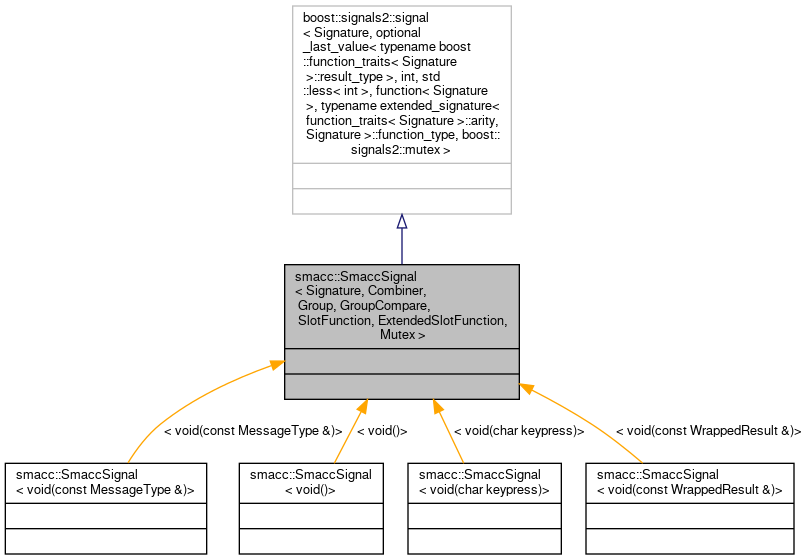 boost::signals2::signal
< Signature, optional
_last_value< typename boost
::function_traits< Signature
>::result_type >, int, std
::less< int >, function< Signature
>, typename extended_signature<
function_traits< Signature >::arity,
Signature >::function_type, boost::
signals2::mutex >
smacc::SmaccSignal
< Signature, Combiner,
Group, GroupCompare,
SlotFunction, ExtendedSlotFunction,
Mutex >
< void(const MessageType &)>
< void()>
< void(char keypress)>
< void(const WrappedResult &)>
smacc::SmaccSignal
< void(const MessageType &)>
smacc::SmaccSignal
< void()>
smacc::SmaccSignal
< void(char keypress)>
smacc::SmaccSignal
< void(const WrappedResult &)>